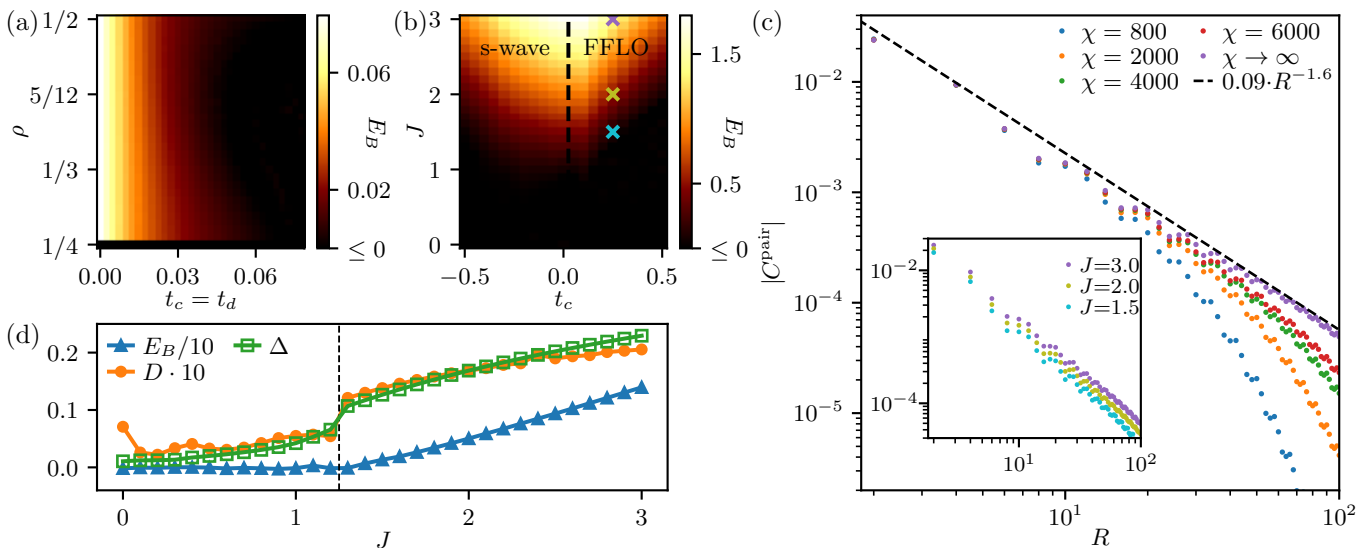 (a)
ρ
1/2
5/12
1/3
1/4
0.00
0.03
0.06
t_c = t_d
0.06
0.02
≤ 0
E_B
(b)
J
3
2
1
0
s-wave
FFLO
−0.5
0.0
0.5
t_c
1.5
0.5
≤ 0
E_B
(c)
|C^pair|
10^−2
10^−3
10^−4
10^−5
χ = 800
χ = 2000
χ = 4000
χ = 6000
χ → ∞
0.09·R^−1.6
10^−2
10^−4
J=3.0
J=2.0
J=1.5
10^1
10^2
10^1
10^2
R
(d)
0.2
0.1
0.0
E_B/10
D · 10
Δ
0
1
2
3
J